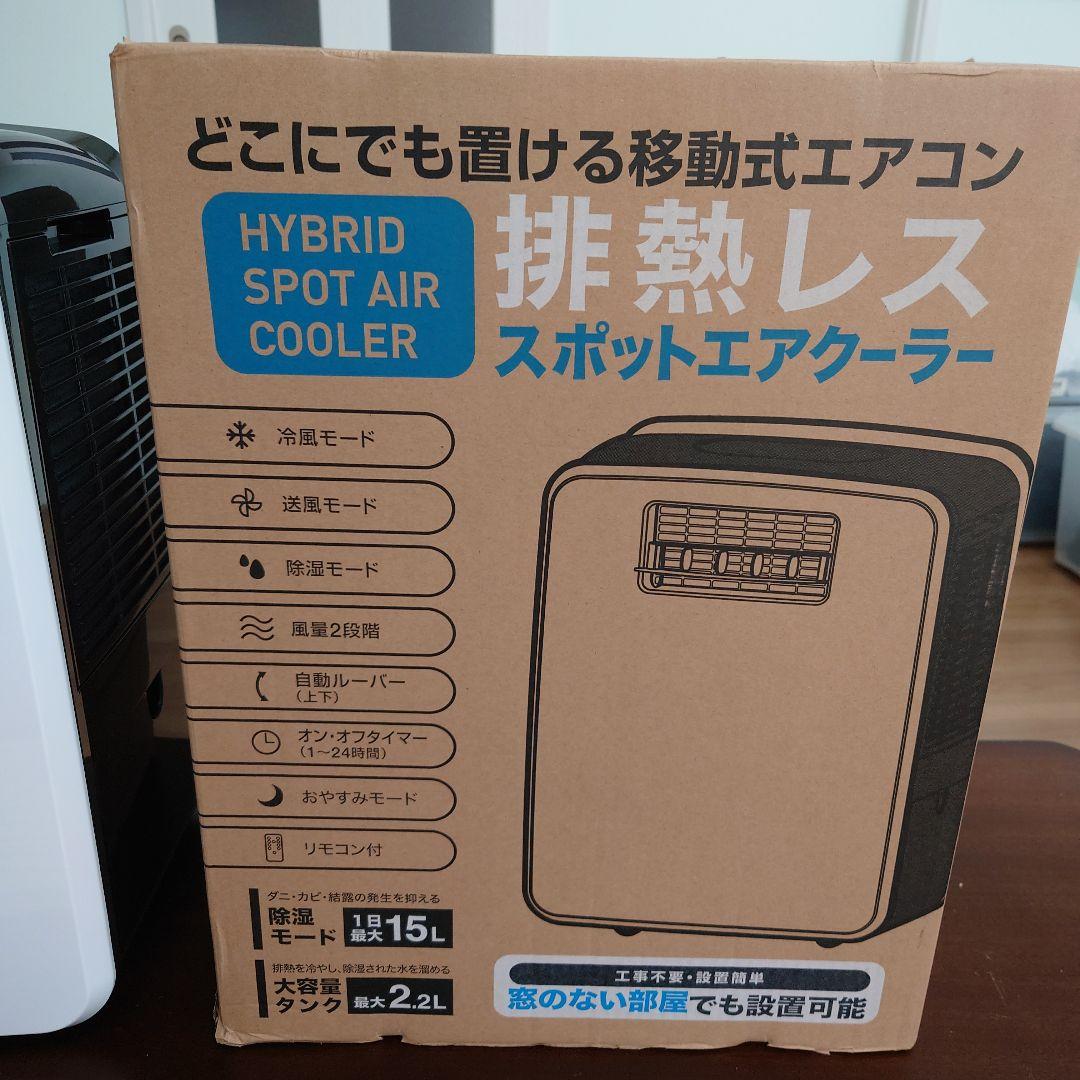 どこにでも置ける移動式エアコン
HYBRID
SPOT AIR
COOLER
排熱レス
スポットエアクーラー
冷風モード
送風モード
除湿モード
風量2段階
自動ルーバー
(上下)
オン・オフタイマー
(1〜24時間)
おやすみモード
リモコン付
ダニ・カビ・結露の発生を抑える
除湿
モード
1日
最大15L
排熱を冷やし、除湿された水を溜める
大容量
タンク
最大2.2L
工事不要・設置簡単
窓のない部屋でも設置可能